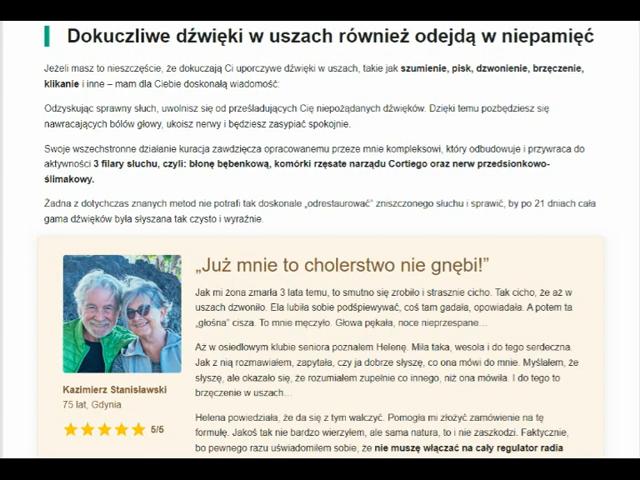 Dokuczliwe dźwięki w uszach również odejdą w niepamięć
Jeżeli masz to nieszczęście, że dokuczają Ci uporczywe dźwięki w uszach, takie jak szumienie, pisk, dzwonienie, brzęczenie,
klikanie i inne – mam dla Ciebie doskonałą wiadomość:
Odzyskując sprawny słuch, uwolnisz się od prześladujących Cię niepożądanych dźwięków. Dzięki temu pozbędziesz się
nawracających bólów głowy, ukoisz nerwy i będziesz zasypiać spokojnie.
Swoje wszechstronne działanie kuracja zawdzięcza opracowanemu przeze mnie kompleksowi, który odbudowuje i przywraca do
aktywności 3 filary słuchu, czyli: błonę bębenkową, komórki rzęsate narządu Cortiego oraz nerw przedsionkowo-
ślimakowy.
Żadna z dotychczas znanych metod nie potrafi tak doskonale „odrestaurować” zniszczonego słuchu i sprawić, by po 21 dniach cała
gama dźwięków była słyszana tak czysto i wyraźnie.
„Już mnie to cholerstwo nie gnębi!”
Jak mi żona zmarła 3 lata temu, to smutno się zrobiło i strasznie cicho. Tak cicho, że aż w
uszach dzwoniło. Ela lubiła sobie podśpiewywać, coś tam gadała, opowiadała. A potem ta
„głośna” cisza. To mnie męczyło. Głowa pękała, noce nieprzespane…
Aż w osiedlowym klubie seniora poznałem Helenę. Miła taka, wesoła i do tego serdeczna.
Jak z nią rozmawiałem, zapytała, czy ja dobrze słyszę, co ona mówi do mnie. Myślałem, że
słyszę, ale okazało się, że rozumiałem zupełnie co innego, niż ona mówiła. I do tego to
brzęczenie w uszach…
Helena powiedziała, że da się z tym walczyć. Pomogła mi złożyć zamówienie na tę
formułę. Jakoś tak nie bardzo wierzyłem, ale sama natura, to i nie zaszkodzi. Faktycznie,
bo pewnego razu uświadomiłem sobie, że nie muszę włączać na cały regulator radia
Kazimierz Stanisławski
75 lat, Gdynia
5/5